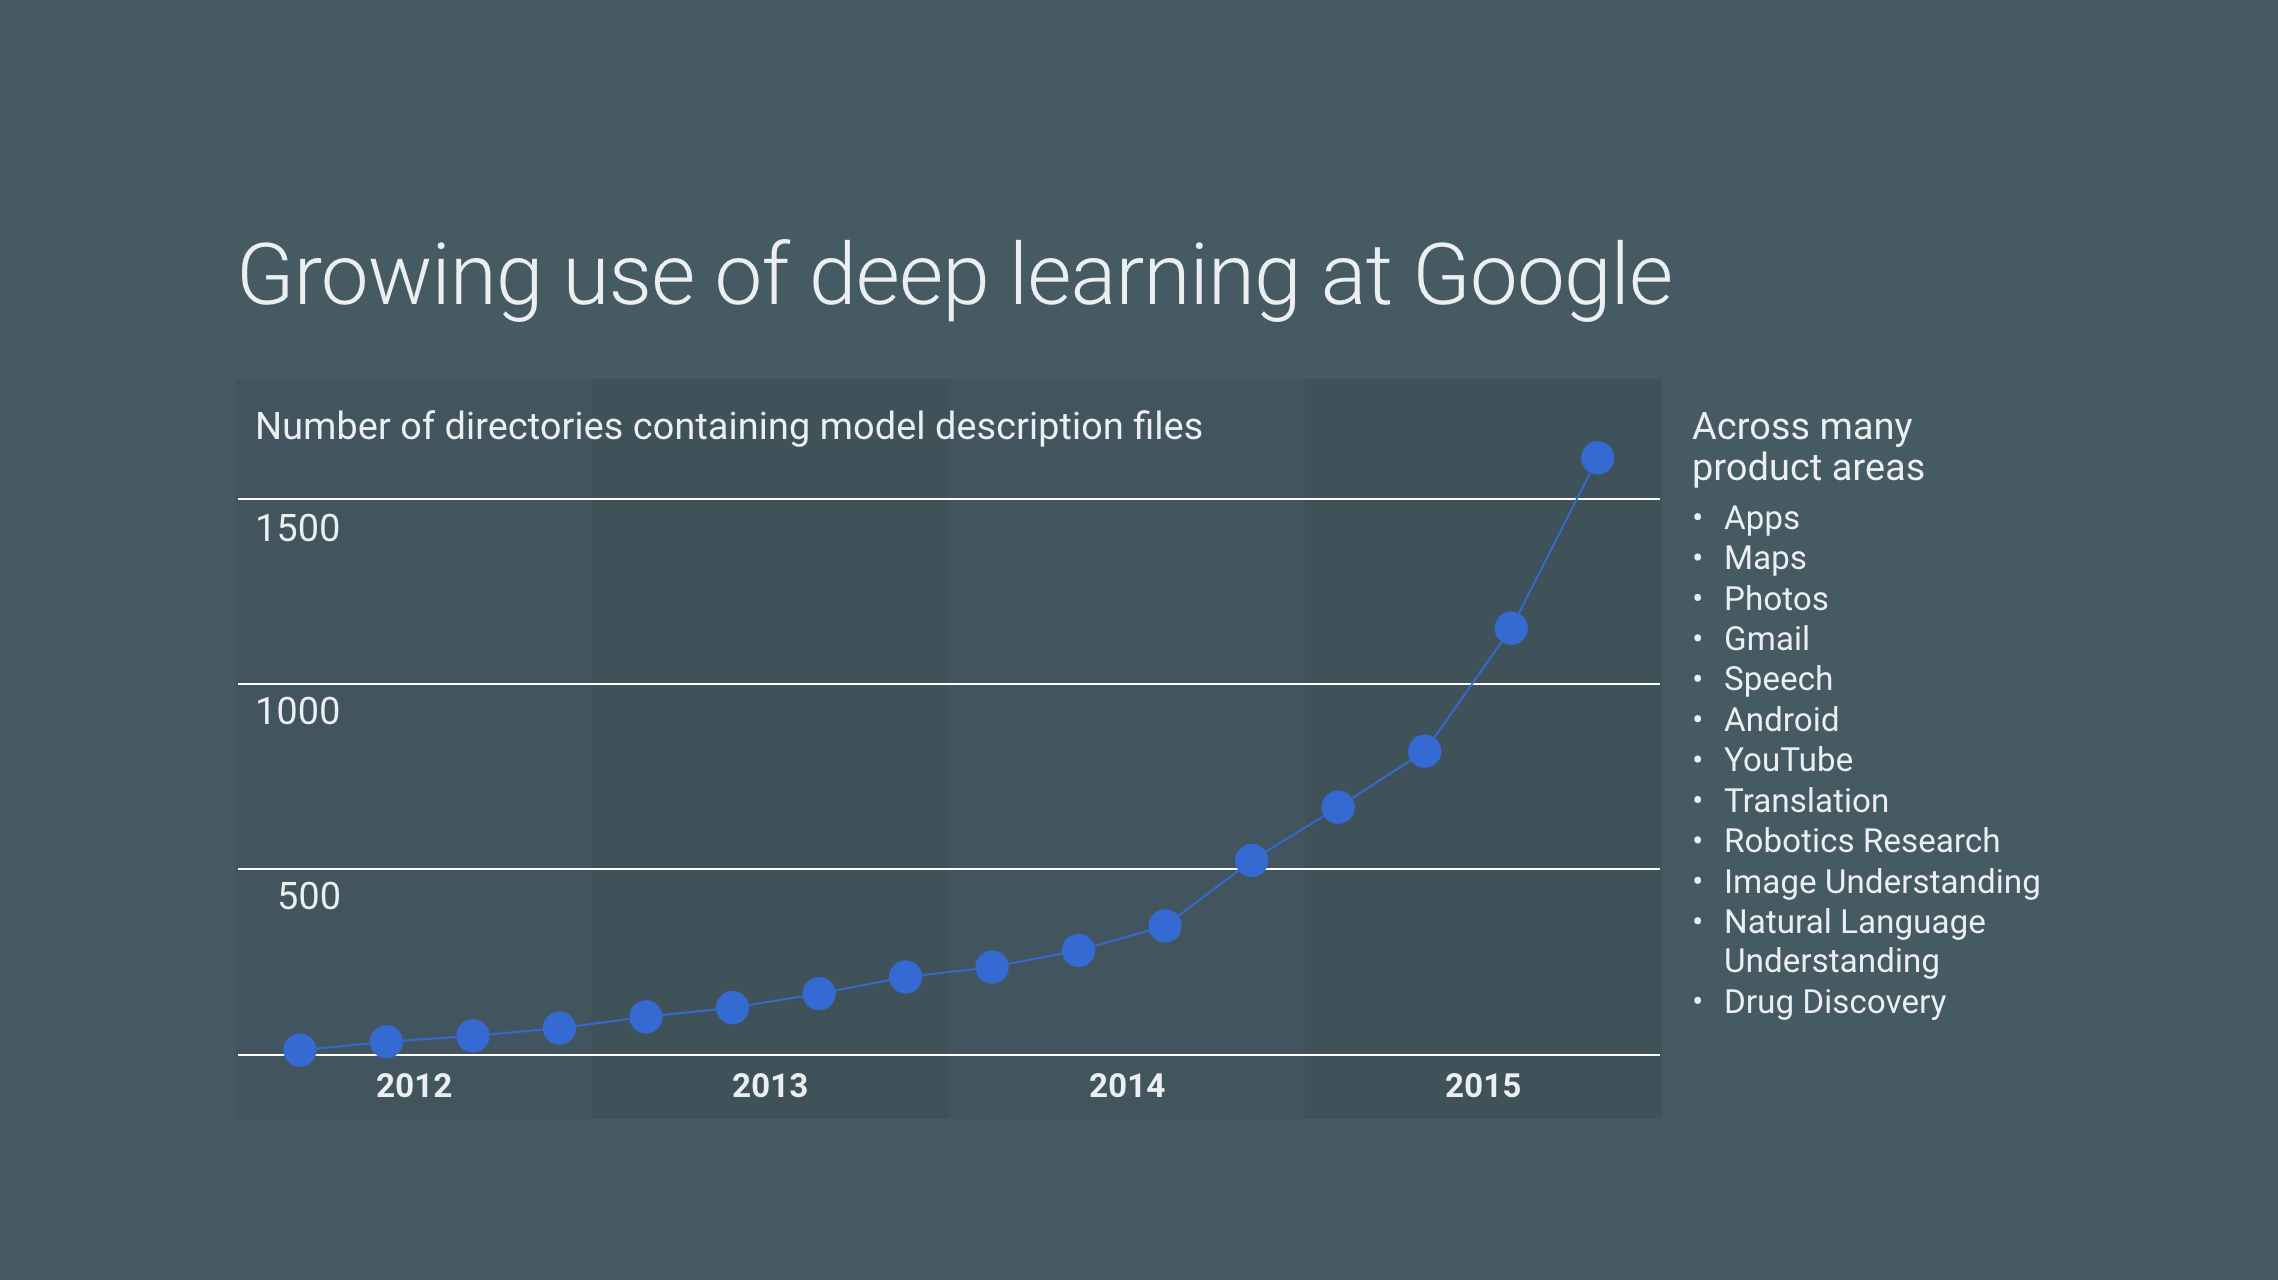 Growing use of deep learning at Google
Number of directories containing model description files
1500
1000
500
2012
2013
2014
2015
Across many
product areas
• Apps
• Maps
• Photos
• Gmail
• Speech
• Android
• YouTube
• Translation
• Robotics Research
• Image Understanding
• Natural Language
Understanding
• Drug Discovery